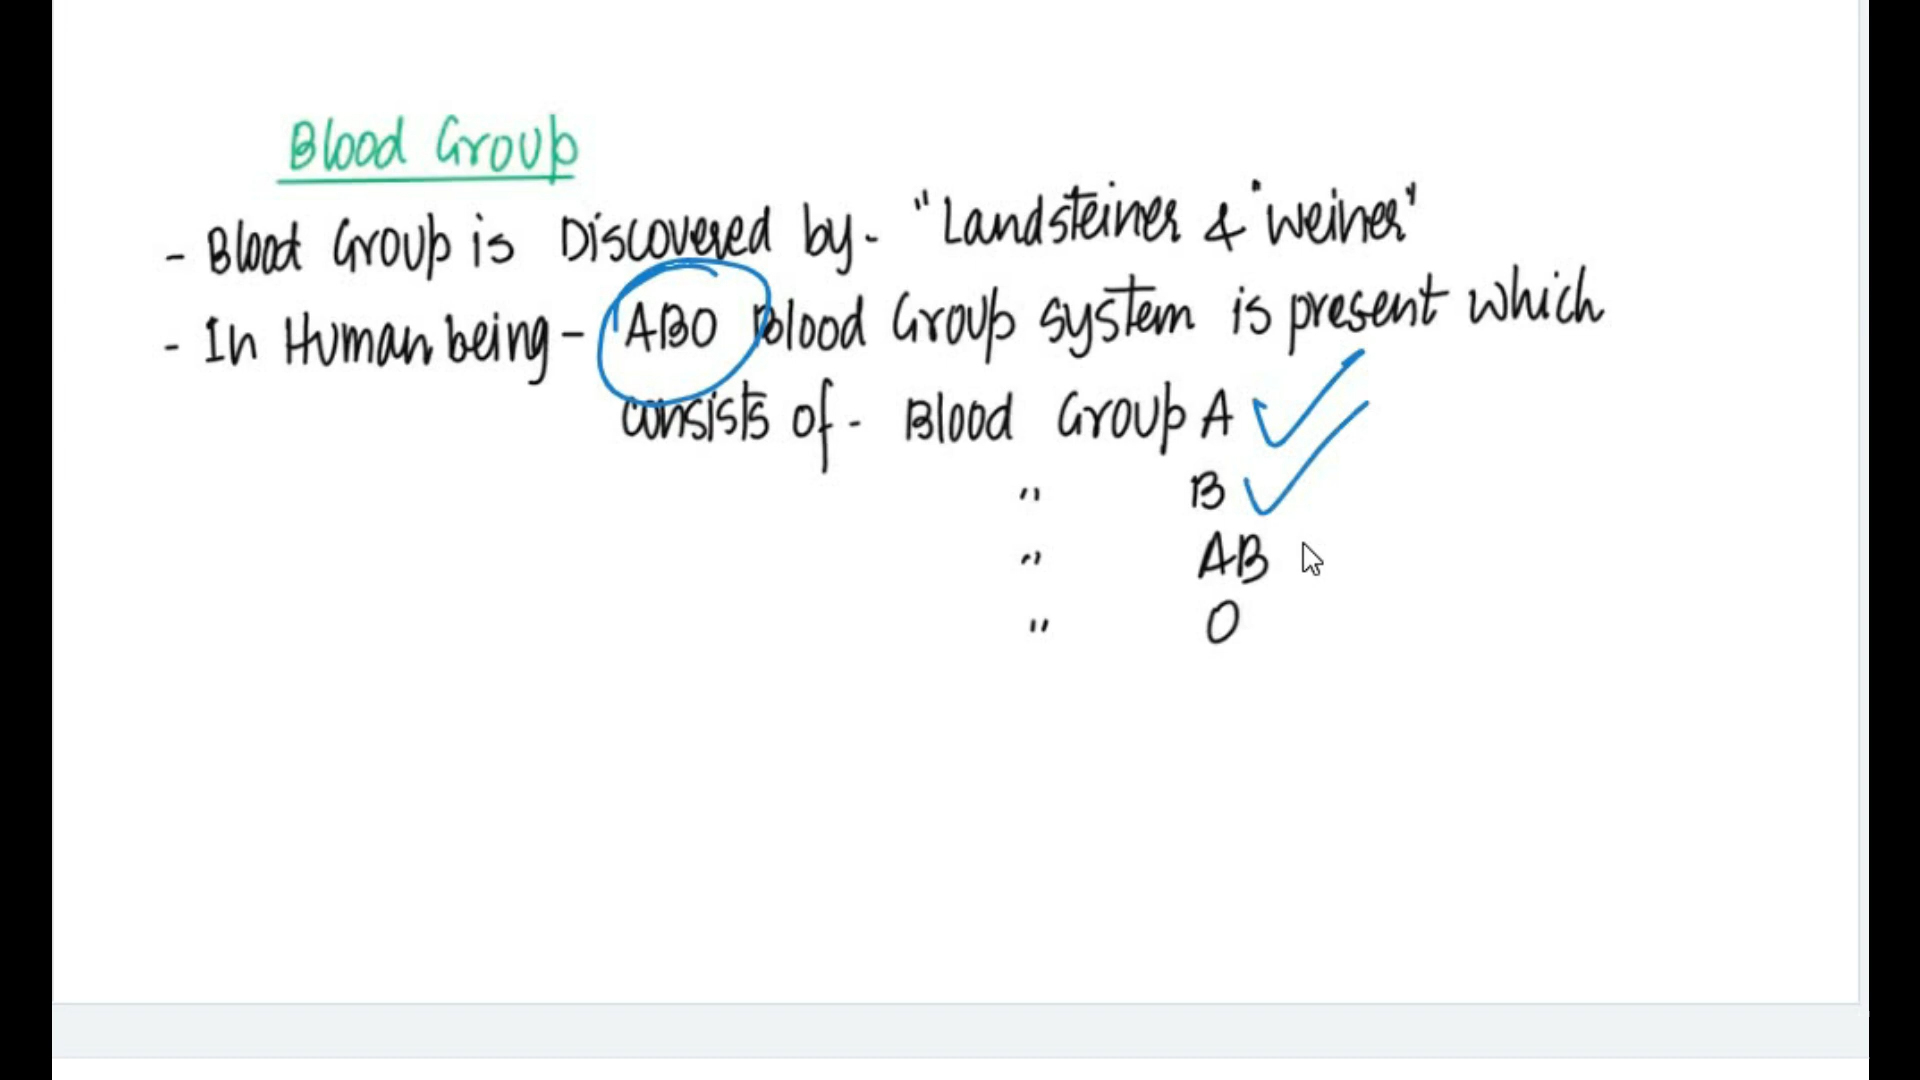 Blood Group
- Blood Group is Discovered by- "Landsteiner & "weiner"
- In Human being - ABO Blood Group system is present which
consists of - Blood Group A
" B
" AB
" O